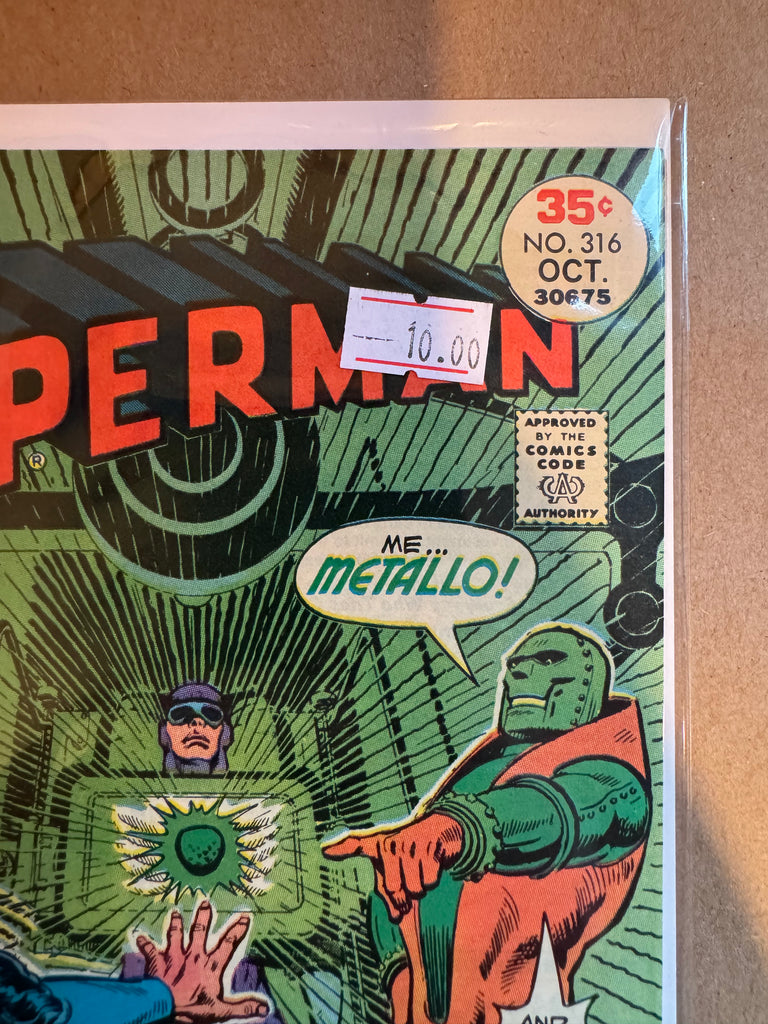 35¢
NO. 316
OCT.
30675
PERMAN
10.00
®
APPROVED
BY THE
COMICS
CODE
CA
AUTHORITY
ME...
METALLO!
AND